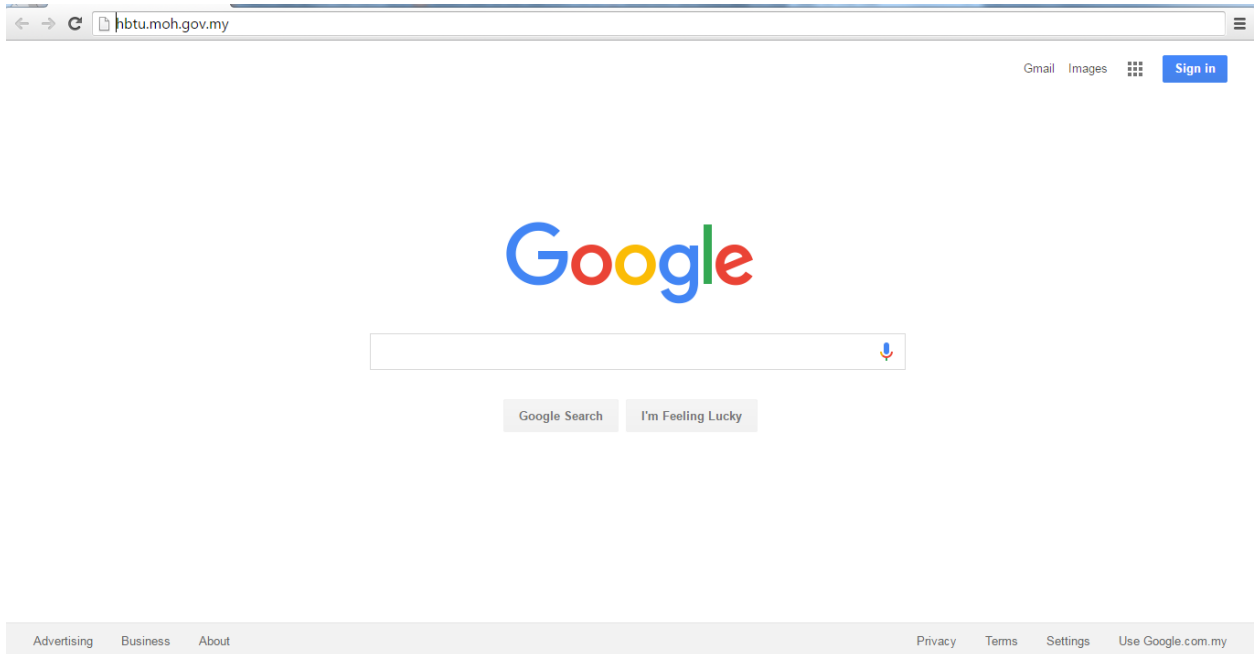 hbtu.moh.gov.my
Gmail Images Sign in
Google
Google Search I'm Feeling Lucky
Advertising Business About Privacy Terms Settings Use Google.com.my